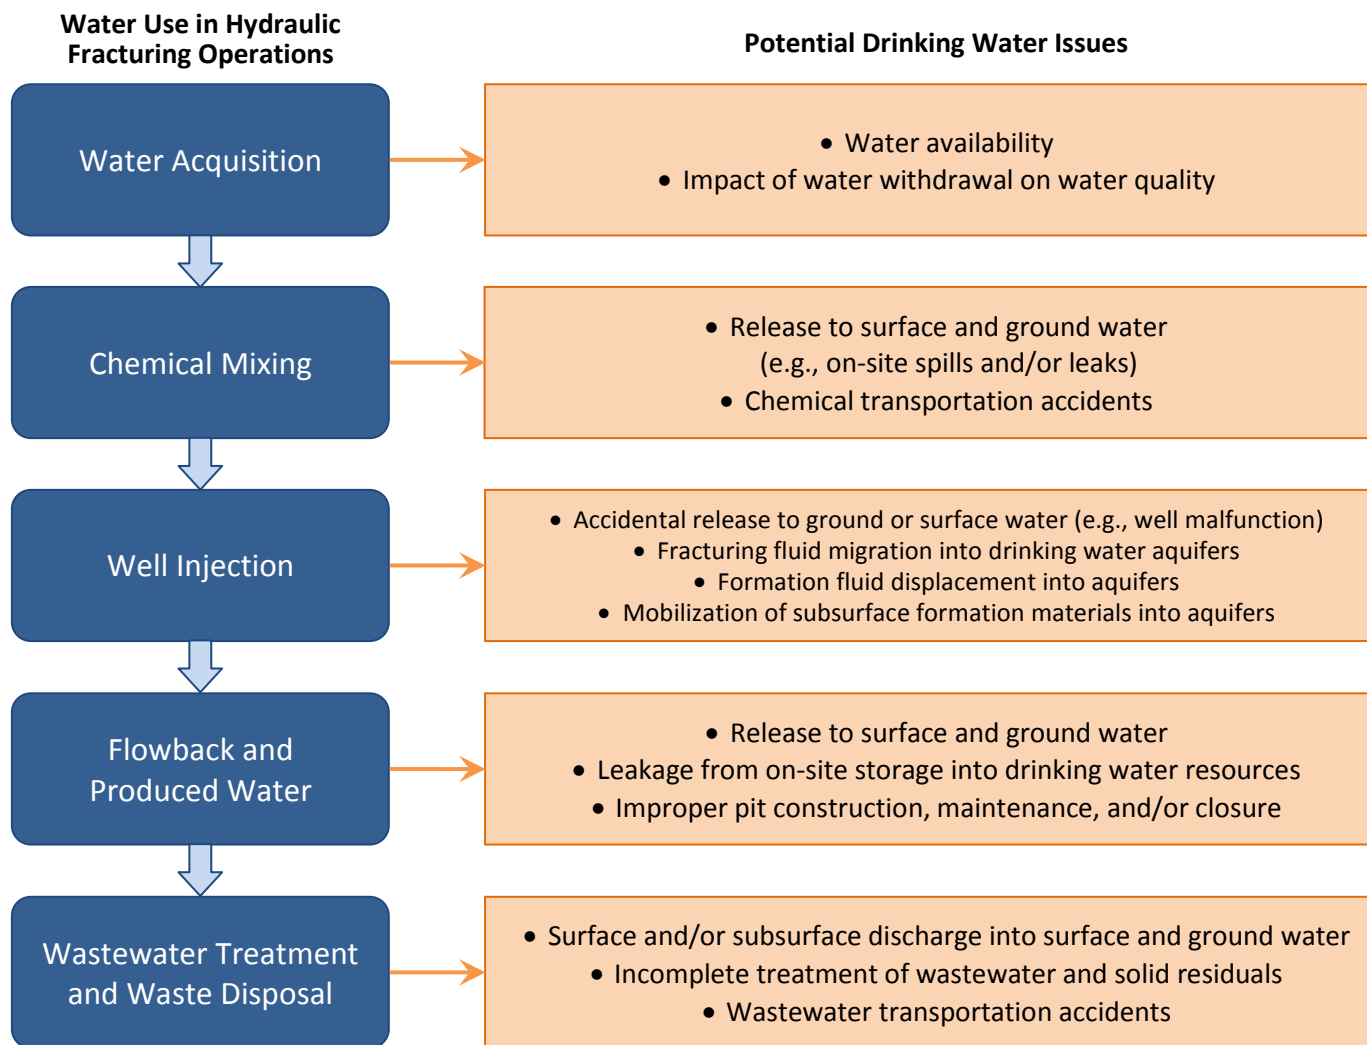 Water Use in Hydraulic
Fracturing Operations
Potential Drinking Water Issues
Water Acquisition
• Water availability
• Impact of water withdrawal on water quality
Chemical Mixing
• Release to surface and ground water
(e.g., on-site spills and/or leaks)
• Chemical transportation accidents
Well Injection
• Accidental release to ground or surface water (e.g., well malfunction)
• Fracturing fluid migration into drinking water aquifers
• Formation fluid displacement into aquifers
• Mobilization of subsurface formation materials into aquifers
Flowback and
Produced Water
• Release to surface and ground water
• Leakage from on-site storage into drinking water resources
• Improper pit construction, maintenance, and/or closure
Wastewater Treatment
and Waste Disposal
• Surface and/or subsurface discharge into surface and ground water
• Incomplete treatment of wastewater and solid residuals
• Wastewater transportation accidents